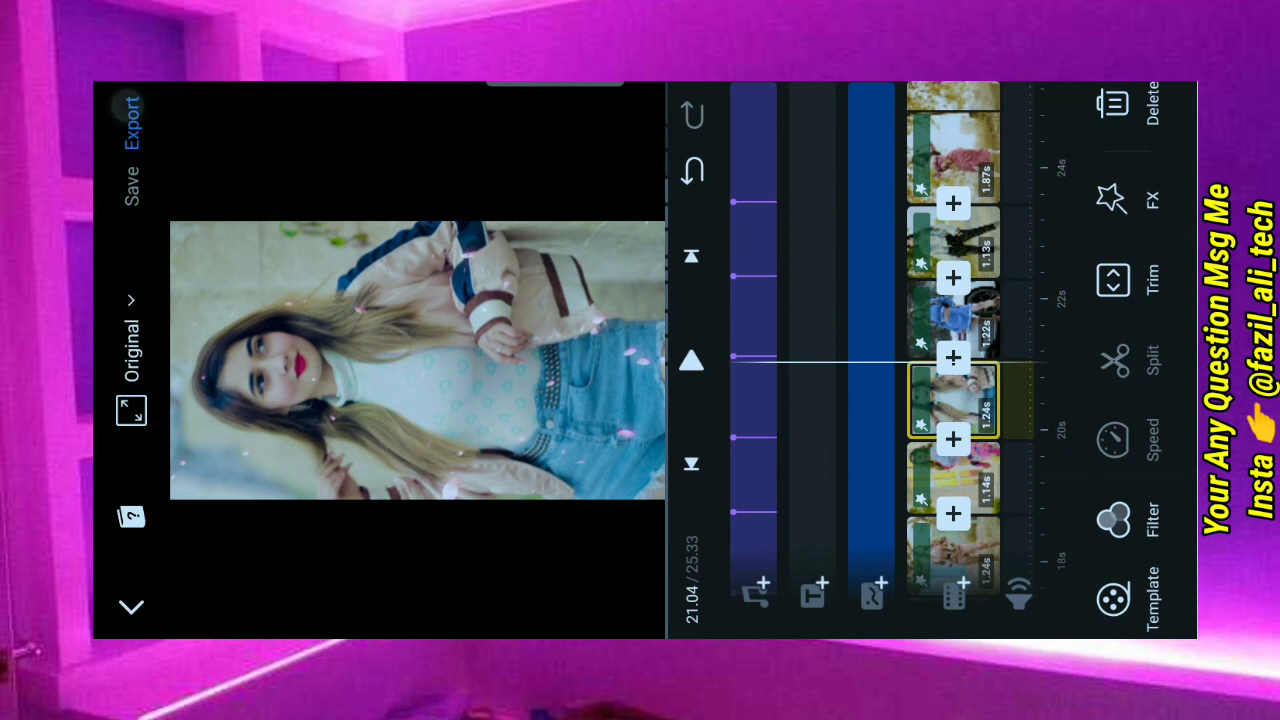 Save
Export
Original
21.04 / 25.33
1.24s
1.14s
1.24s
1.22s
1.13s
1.87s
18s
20s
22s
24s
Template
Filter
Speed
Split
Trim
FX
Delete
Your Any Question Msg Me
Insta 👉 @fazil_ali_tech